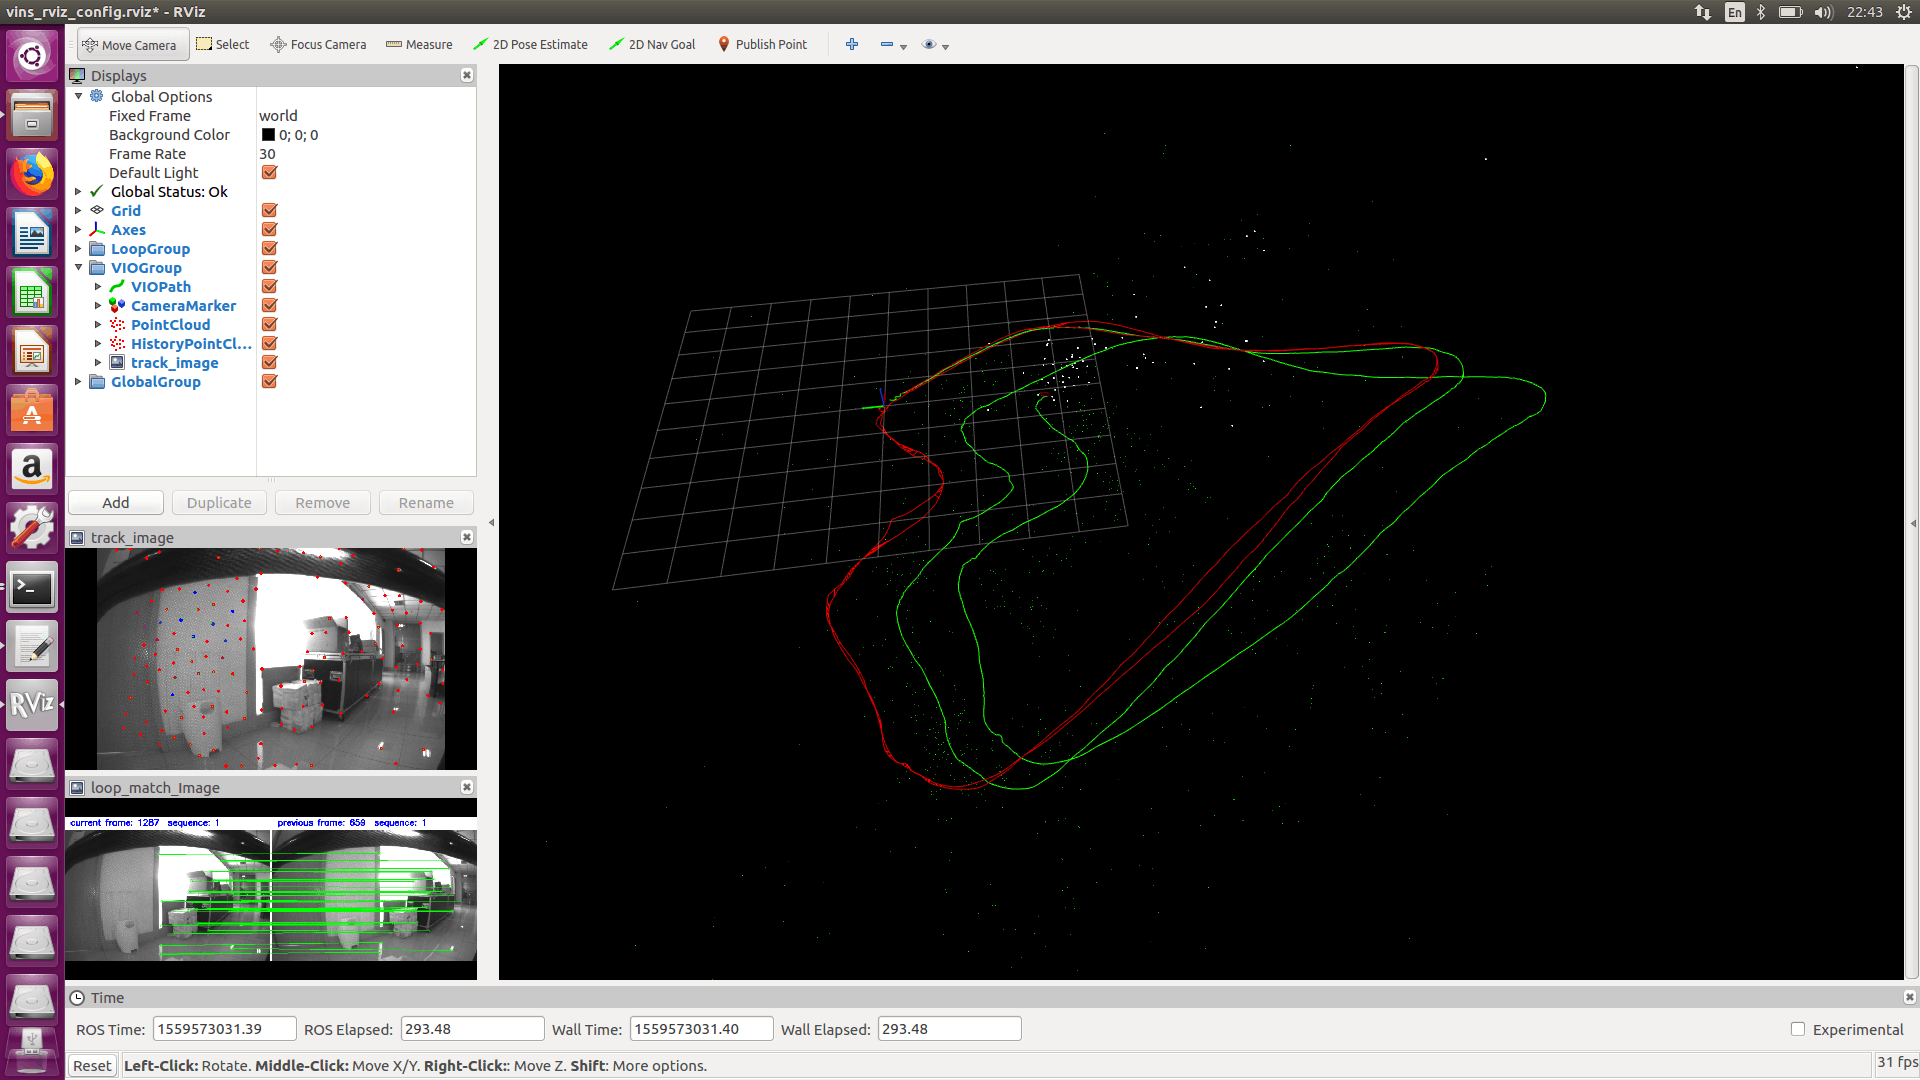 vins_rviz_config.rviz* - RViz
En
22:43
Move Camera
Select
Focus Camera
Measure
2D Pose Estimate
2D Nav Goal
Publish Point
Displays
Global Options
Fixed Frame world
Background Color 0; 0; 0
Frame Rate 30
Default Light
Global Status: Ok
Grid
Axes
LoopGroup
VIOGroup
VIOPath
CameraMarker
PointCloud
HistoryPointCl...
track_image
GlobalGroup
Add Duplicate Remove Rename
track_image
loop_match_Image
current frame: 1287 sequence: 1
previous frame: 659 sequence: 1
RViz
Time
ROS Time: 1559573031.39 ROS Elapsed: 293.48 Wall Time: 1559573031.40 Wall Elapsed: 293.48 Experimental
Reset Left-Click: Rotate. Middle-Click: Move X/Y. Right-Click:: Move Z. Shift: More options. 31 fps